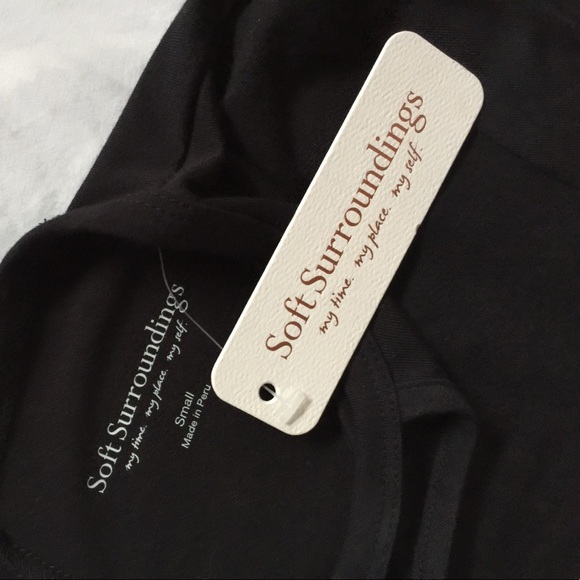 Soft Surroundings
my time. my place. my self.
Soft Surroundings
my time. my place. my self.
Small
Made in Peru